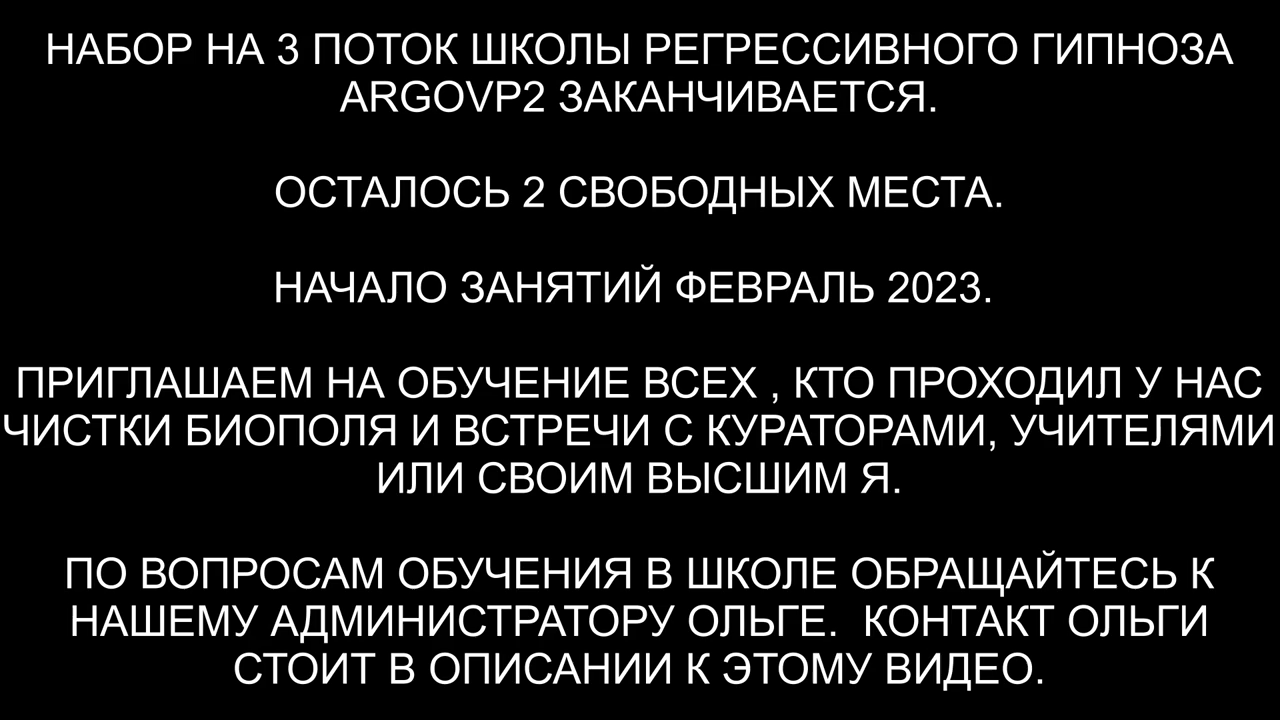 НАБОР НА 3 ПОТОК ШКОЛЫ РЕГРЕССИВНОГО ГИПНОЗА
ARGOVP2 ЗАКАНЧИВАЕТСЯ.
ОСТАЛОСЬ 2 СВОБОДНЫХ МЕСТА.
НАЧАЛО ЗАНЯТИЙ ФЕВРАЛЬ 2023.
ПРИГЛАШАЕМ НА ОБУЧЕНИЕ ВСЕХ , КТО ПРОХОДИЛ У НАС
ЧИСТКИ БИОПОЛЯ И ВСТРЕЧИ С КУРАТОРАМИ, УЧИТЕЛЯМИ
ИЛИ СВОИМ ВЫСШИМ Я.
ПО ВОПРОСАМ ОБУЧЕНИЯ В ШКОЛЕ ОБРАЩАЙТЕСЬ К
НАШЕМУ АДМИНИСТРАТОРУ ОЛЬГЕ.  КОНТАКТ ОЛЬГИ
СТОИТ В ОПИСАНИИ К ЭТОМУ ВИДЕО.